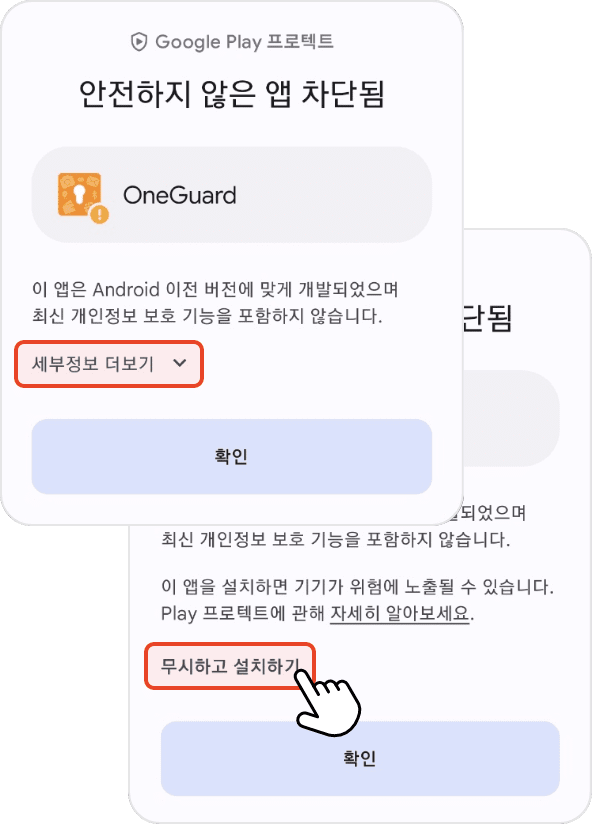 Google Play 프로텍트
안전하지 않은 앱 차단됨
OneGuard
이 앱은 Android 이전 버전에 맞게 개발되었으며
최신 개인정보 보호 기능을 포함하지 않습니다.
세부정보 더보기
확인
단됨
되었으며
최신 개인정보 보호 기능을 포함하지 않습니다.
이 앱을 설치하면 기기가 위험에 노출될 수 있습니다.
Play 프로텍트에 관해 자세히 알아보세요.
무시하고 설치하기
확인